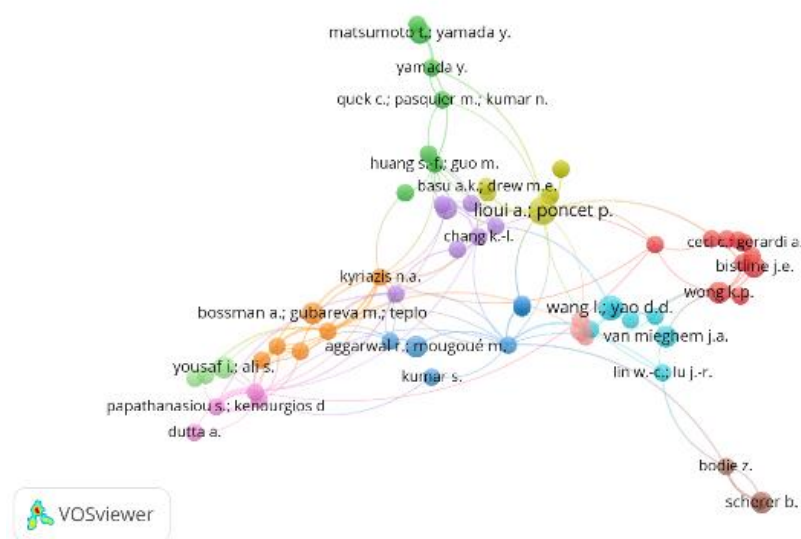 matsumoto t.; yamada y.
yamada y.
quek c.; pasquier m.; kumar n.
huang s.-f.; guo m.
basu a.k.; drew m.e.
lioui a.; poncet p.
chang k.-l.
ceti c.; gerardi a.
bistline j.e.
kyriazis n.a.
wong k.p.
bossman a.; gubareva m.; teplo
wang l.; yao d.d.
van mieghem j.a.
aggarwal r.; mougoué m.
yousaf i.; ali s.
kumar s.
lin w.-c.; lu j.-r.
papathanasiou s.; kenourgios d
dutta a.
bodie z.
scherer b.
VOSviewer